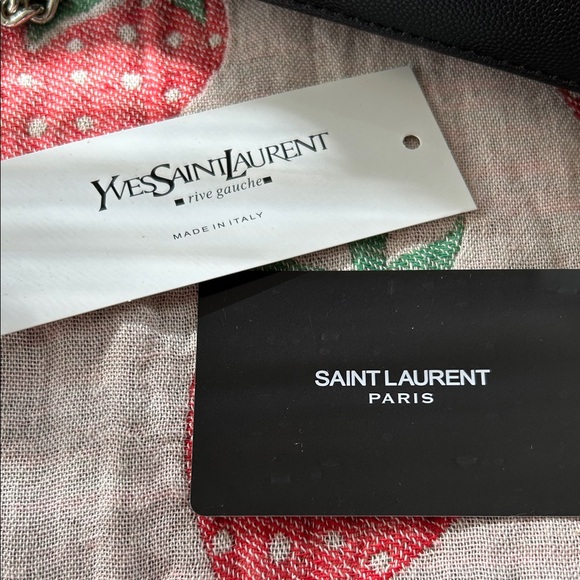 YVESSAINTLAURENT
rive gauche
MADE IN iTALY
SAINT LAURENT
PARIS